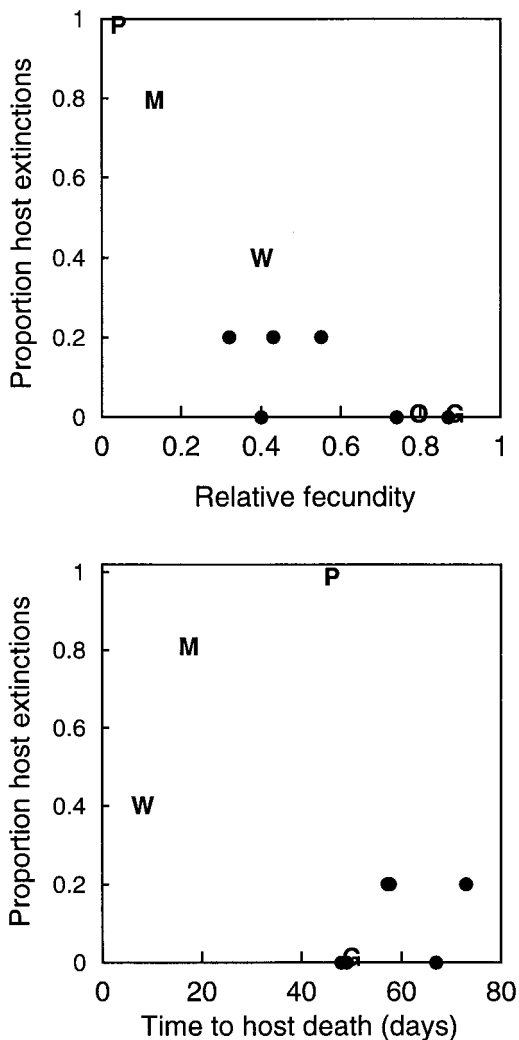 Proportion host extinctions
1
0.8
0.6
0.4
0.2
0
P
M
W
O G
0 0.2 0.4 0.6 0.8 1
Relative fecundity
Proportion host extinctions
1
0.8
0.6
0.4
0.2
0
P
M
W
G
0 20 40 60 80
Time to host death (days)